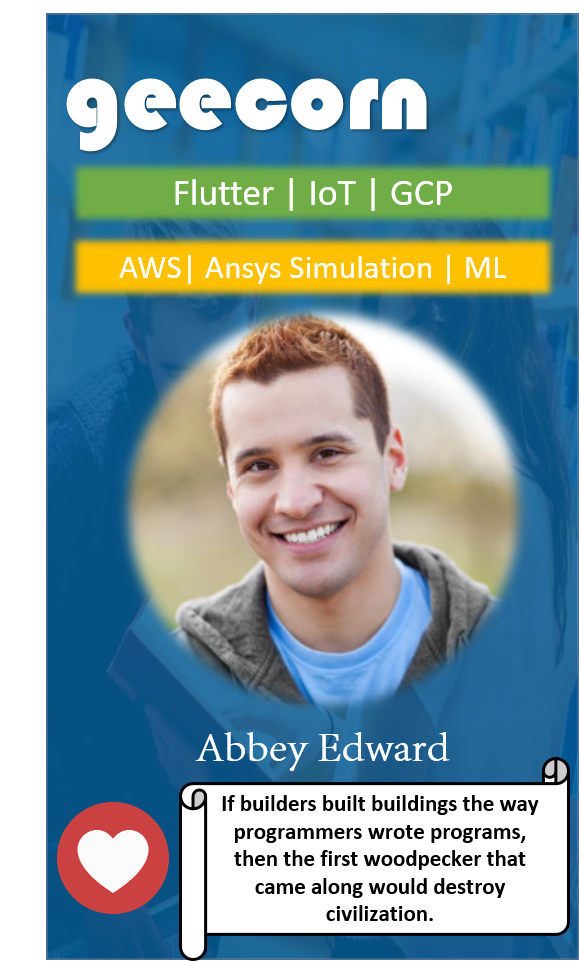 geecorn
Flutter | IoT | GCP
AWS| Ansys Simulation | ML
Abbey Edward
If builders built buildings the way
programmers wrote programs,
then the first woodpecker that
came along would destroy
civilization.